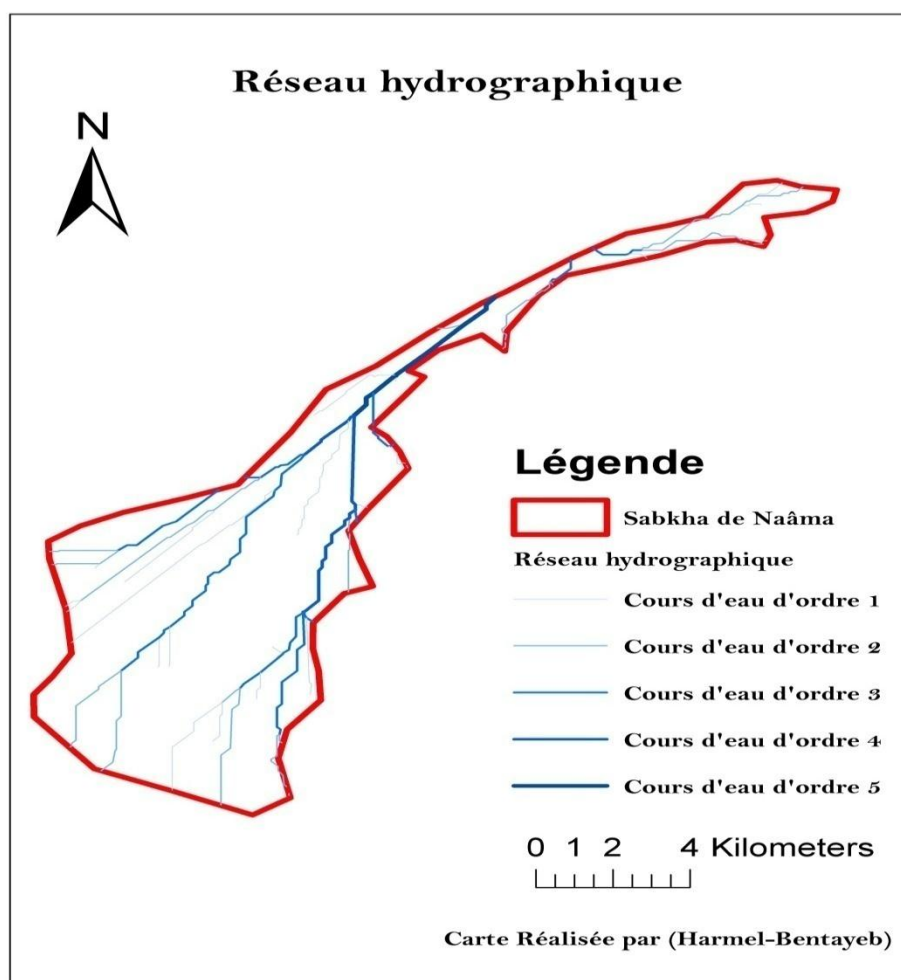 Réseau hydrographique
N
Légende
Sabkha de Naâma
Réseau hydrographique
Cours d'eau d'ordre 1
Cours d'eau d'ordre 2
Cours d'eau d'ordre 3
Cours d'eau d'ordre 4
Cours d'eau d'ordre 5
0 1 2 4 Kilometers
Carte Réalisée par (Harmel-Bentayeb)